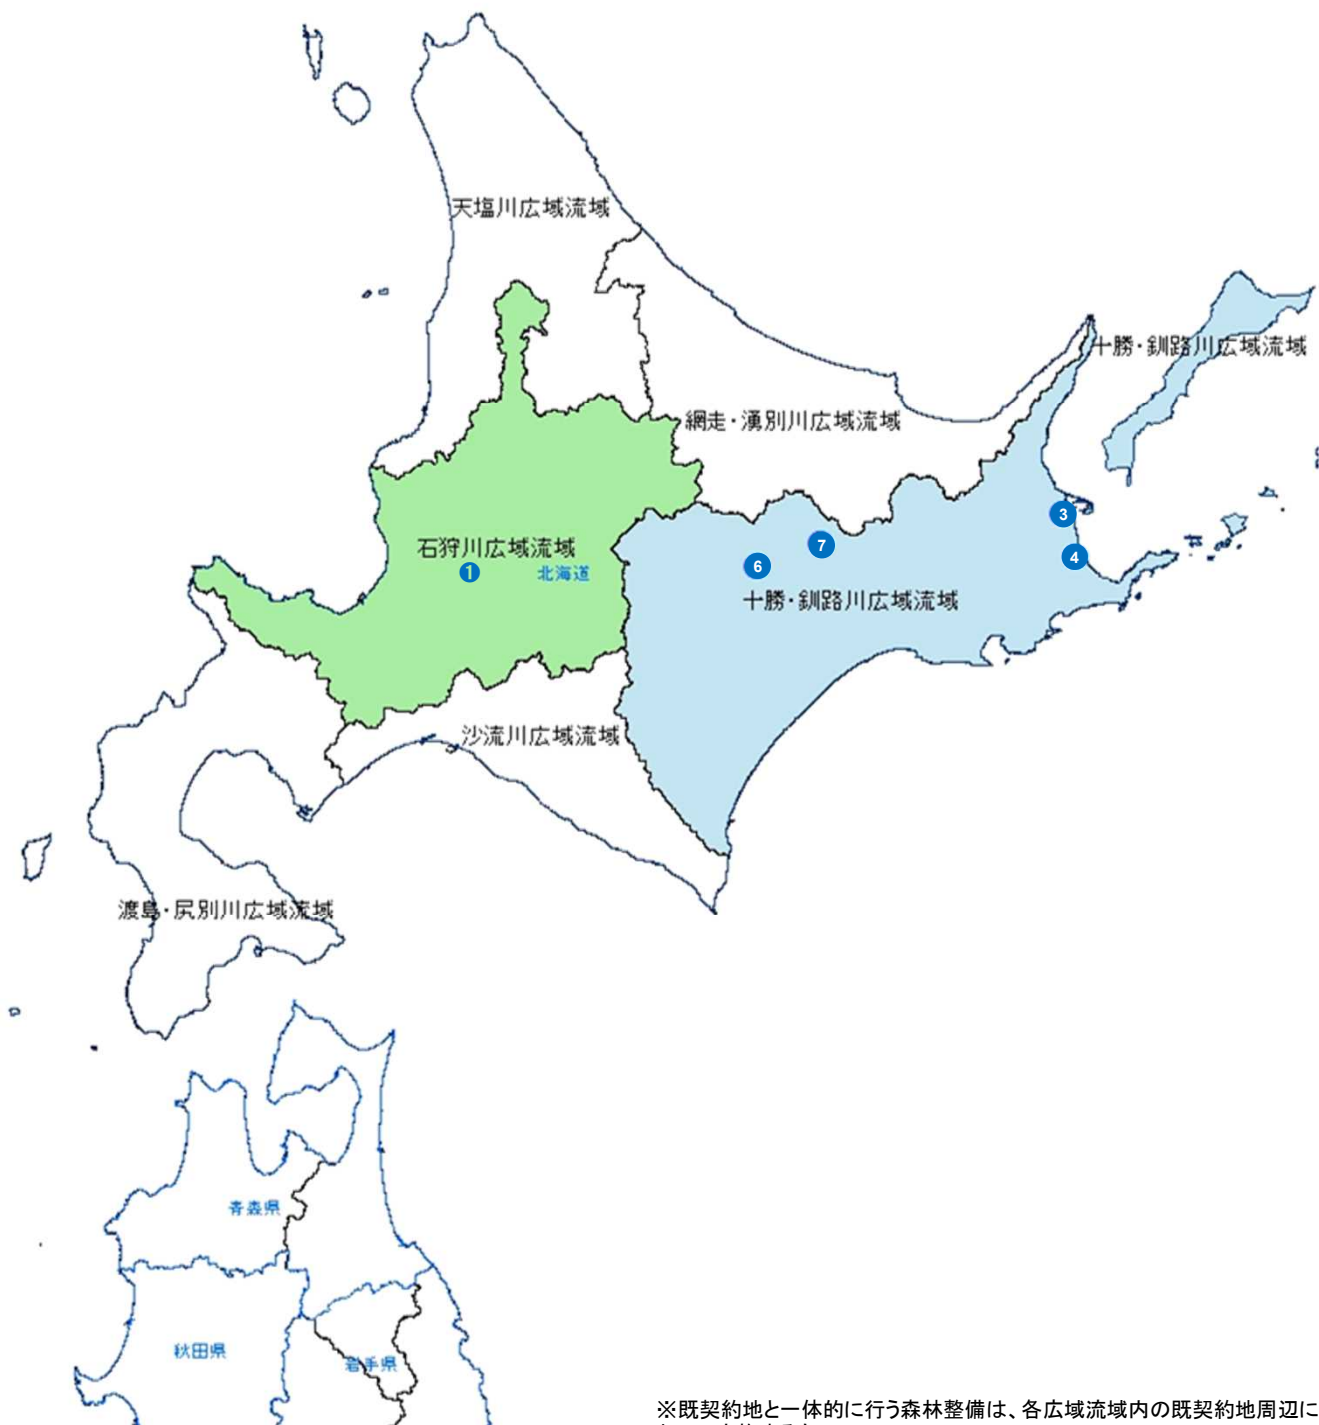 天塩川広域流域
十勝・釧路川広域流域
網走・湧別川広域流域
3
7
石狩川広域流域
4
6
1
北海道
十勝・釧路川広域流域
沙流川広域流域
渡島・尻別川広域流域
青森県
秋田県
岩手県
※既契約地と一体的に行う森林整備は、各広域流域内の既契約地周辺に